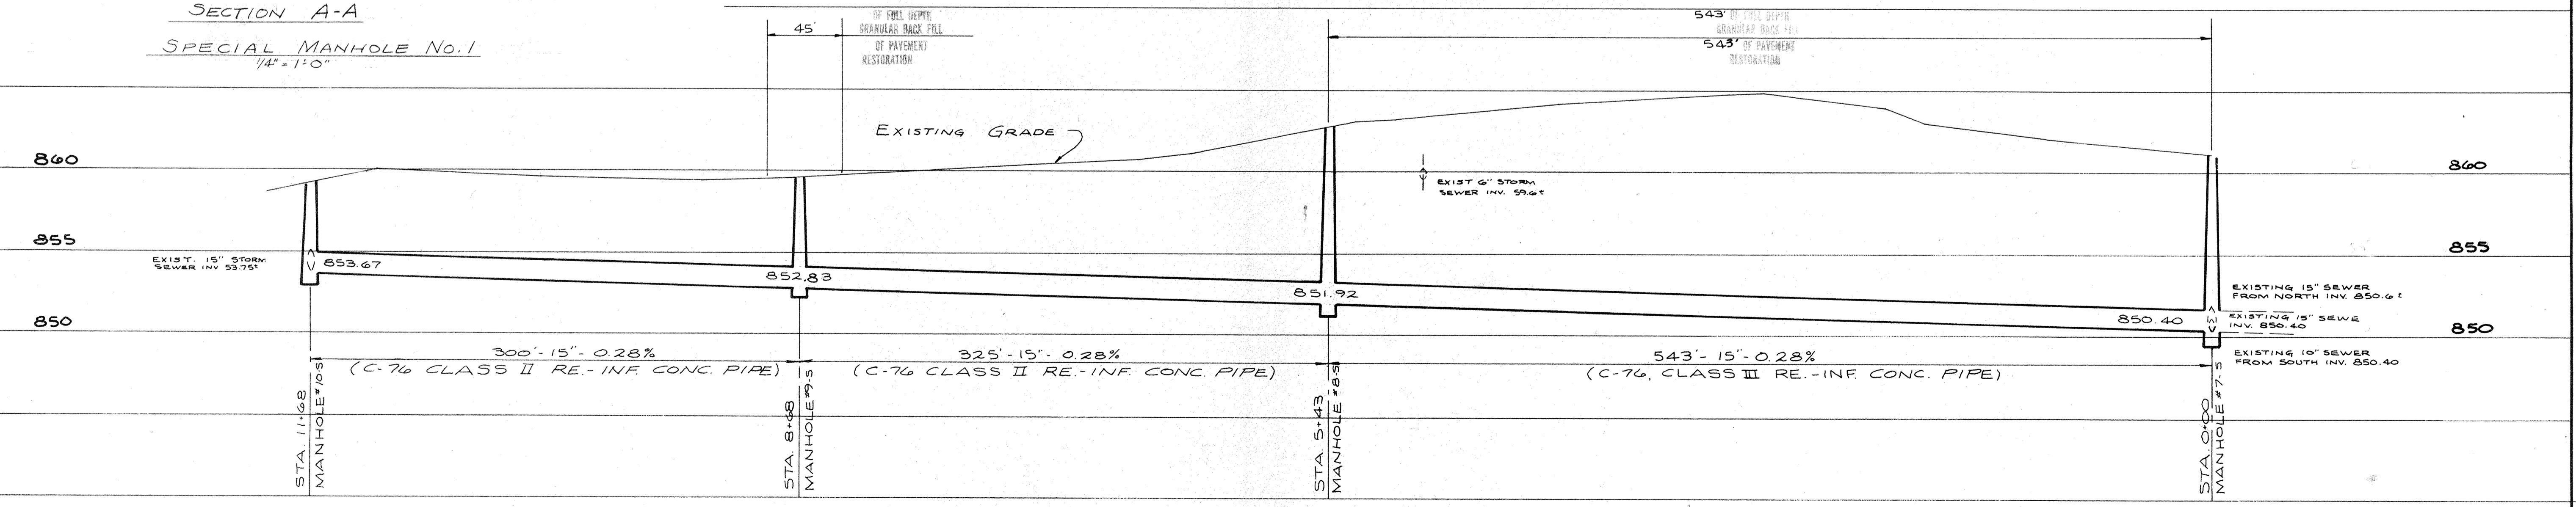 SECTION A-A
SPECIAL MANHOLE No. 1
1/4" = 1'-0"
45'
OF FULL DEPTH
GRANULAR BACK FILL
OF PAVEMENT
RESTORATION
543' OF FULL DEPTH
GRANULAR BACK FILL
543' OF PAVEMENT
RESTORATION
EXISTING GRADE
860
860
EXIST 6" STORM
SEWER INV. 59.6±
855
855
EXIST. 15" STORM
SEWER INV 53.75±
853.67
852.83
851.92
850.40
EXISTING 15" SEWER
FROM NORTH INV. 850.6±
EXISTING 15" SEWE
INV. 850.40
EXISTING 10" SEWER
FROM SOUTH INV. 850.40
850
850
300'-15"-0.28%
(C-76 CLASS II RE.-INF. CONC. PIPE)
325'-15"-0.28%
(C-76 CLASS II RE.-INF. CONC. PIPE)
543'-15"-0.28%
(C-76, CLASS III RE.-INF. CONC. PIPE)
STA. 11+68
MANHOLE #10-S
STA. 8+68
MANHOLE #9-S
STA. 5+43
MANHOLE #8-S
STA. 0+00
MANHOLE #7-S